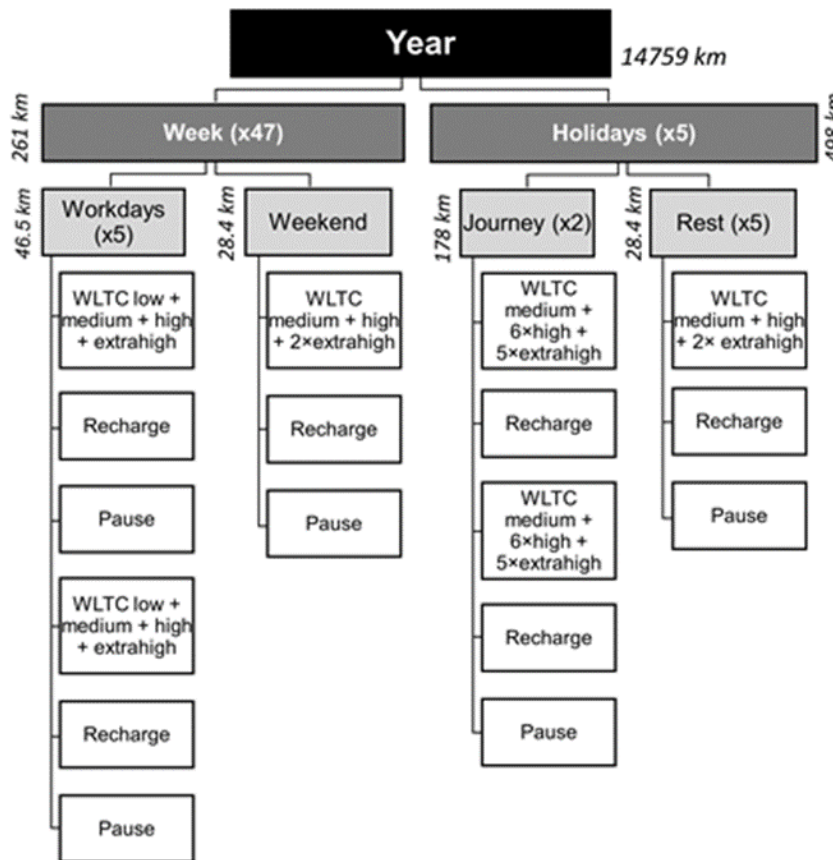 Year
14759 km
261 km
Week (x47)
Holidays (x5)
498 km
46.5 km
Workdays
(x5)
28.4 km
Weekend
178 km
Journey (x2)
28.4 km
Rest (x5)
WLTC low +
medium + high
+ extrahigh
Recharge
Pause
WLTC low +
medium + high
+ extrahigh
Recharge
Pause
WLTC
medium + high
+ 2×extrahigh
Recharge
Pause
WLTC
medium +
6×high +
5×extrahigh
Recharge
WLTC
medium +
6×high +
5×extrahigh
Recharge
Pause
WLTC
medium + high
+ 2× extrahigh
Recharge
Pause